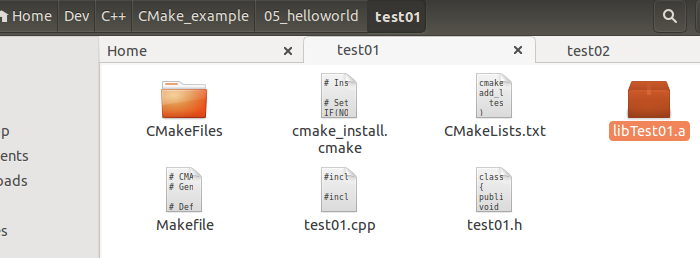 Home Dev C++ CMake_example 05_helloworld test01
Home test01 test02
# Ins
# Set
IF(NO
cmake
add_l
tes
)
CMakeFiles cmake_install. CMakeLists.txt libTest01.a
cmake
p
ents
oads
es
# CMA
# Gen
# Def
#incl
#incl
class
{
publi
void
Makefile test01.cpp test01.h